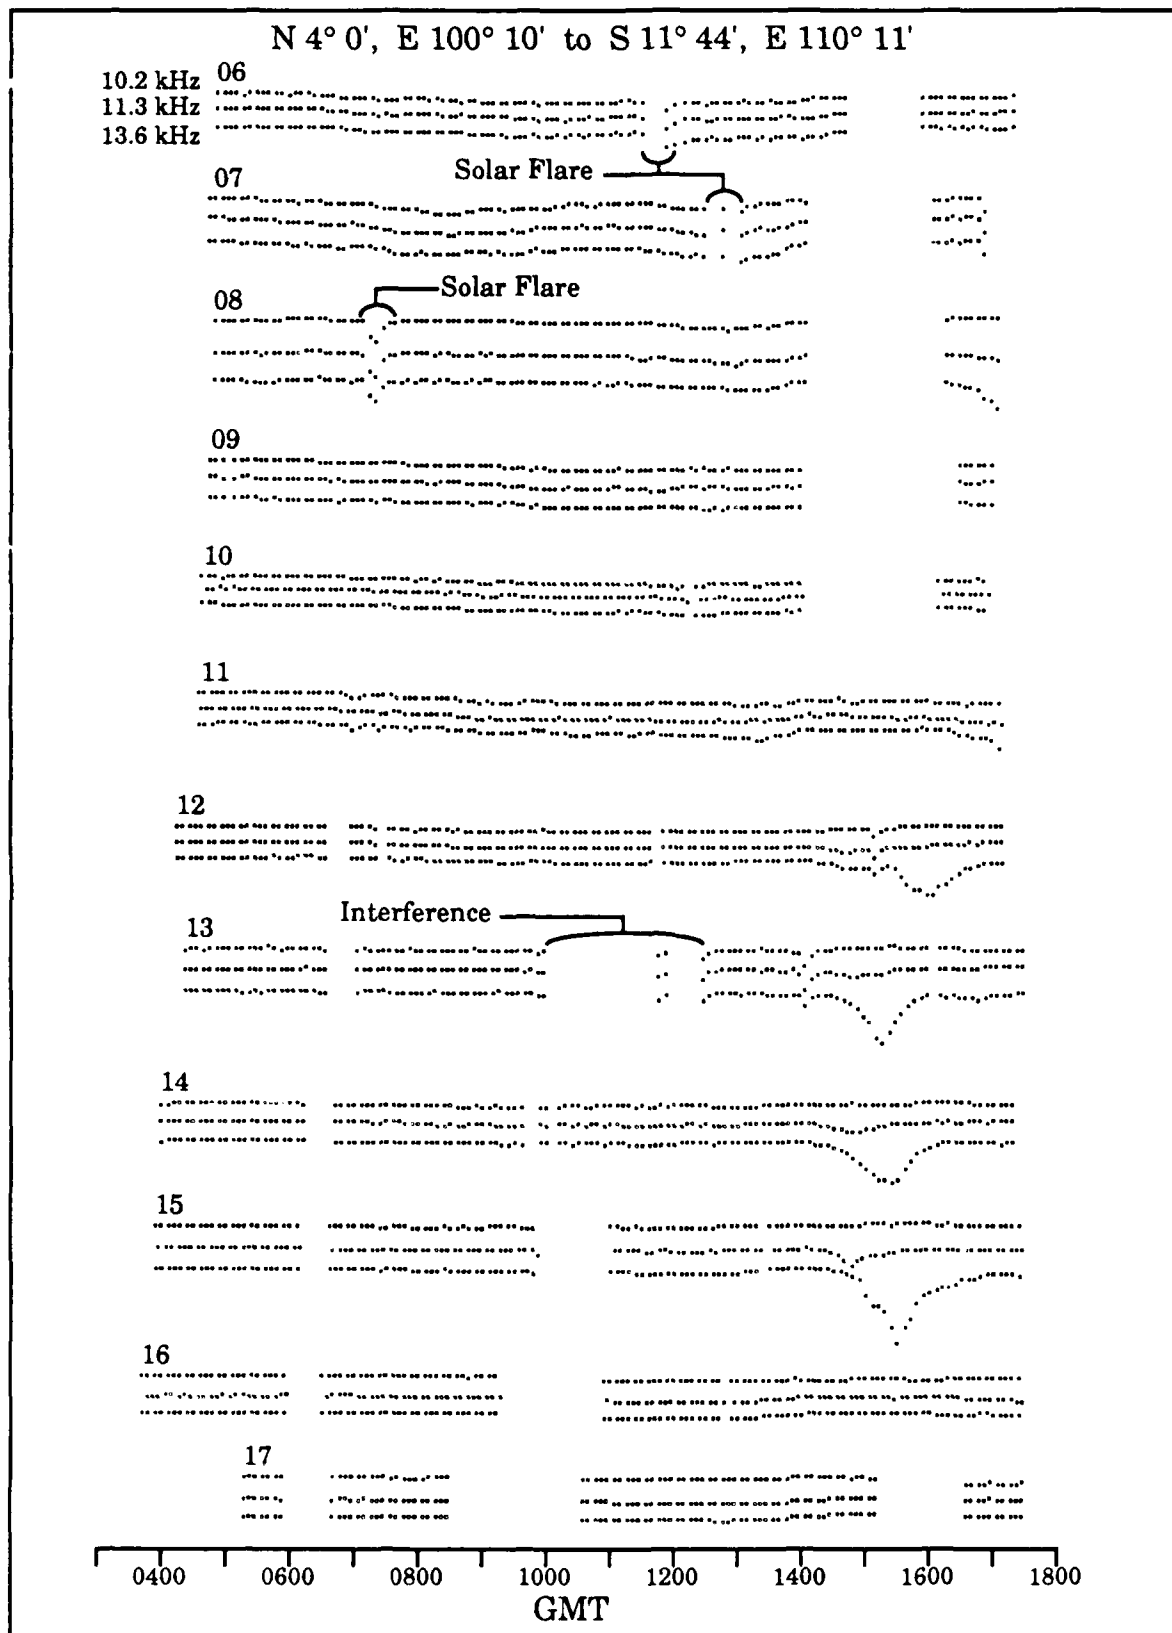 N 4° 0', E 100° 10' to S 11° 44', E 110° 11'
06
10.2 kHz
11.3 kHz
13.6 kHz
Solar Flare
07
Solar Flare
08
09
10
11
12
Interference
13
14
15
16
17
0400 0600 0800 1000 1200 1400 1600 1800
GMT